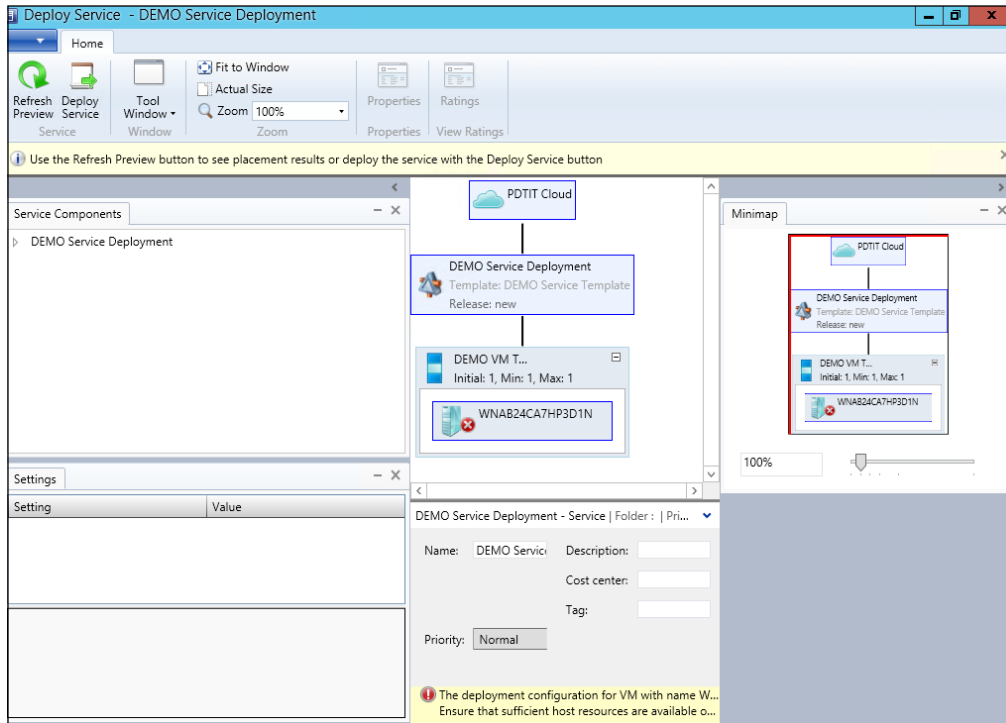 Deploy Service - DEMO Service Deployment
Home
Refresh Preview
Deploy Service
Service
Tool Window
Window
Fit to Window
Actual Size
Zoom 100%
Zoom
Properties
Properties
Ratings
View Ratings
Use the Refresh Preview button to see placement results or deploy the service with the Deploy Service button
Service Components
DEMO Service Deployment
Settings
Setting Value
PDTIT Cloud
DEMO Service Deployment
Template: DEMO Service Template
Release: new
DEMO VM T...
Initial: 1, Min: 1, Max: 1
WNAB24CA7HP3D1N
DEMO Service Deployment - Service | Folder : | Pri...
Name: DEMO Servic
Description:
Cost center:
Tag:
Priority: Normal
The deployment configuration for VM with name W...
Ensure that sufficient host resources are available o...
Minimap
PDTIT Cloud
DEMO Service Deployment
Template: DEMO Service Template
Release: new
DEMO VM T...
Initial: 1, Min: 1, Max: 1
WNAB24CA7HP3D1N
100%